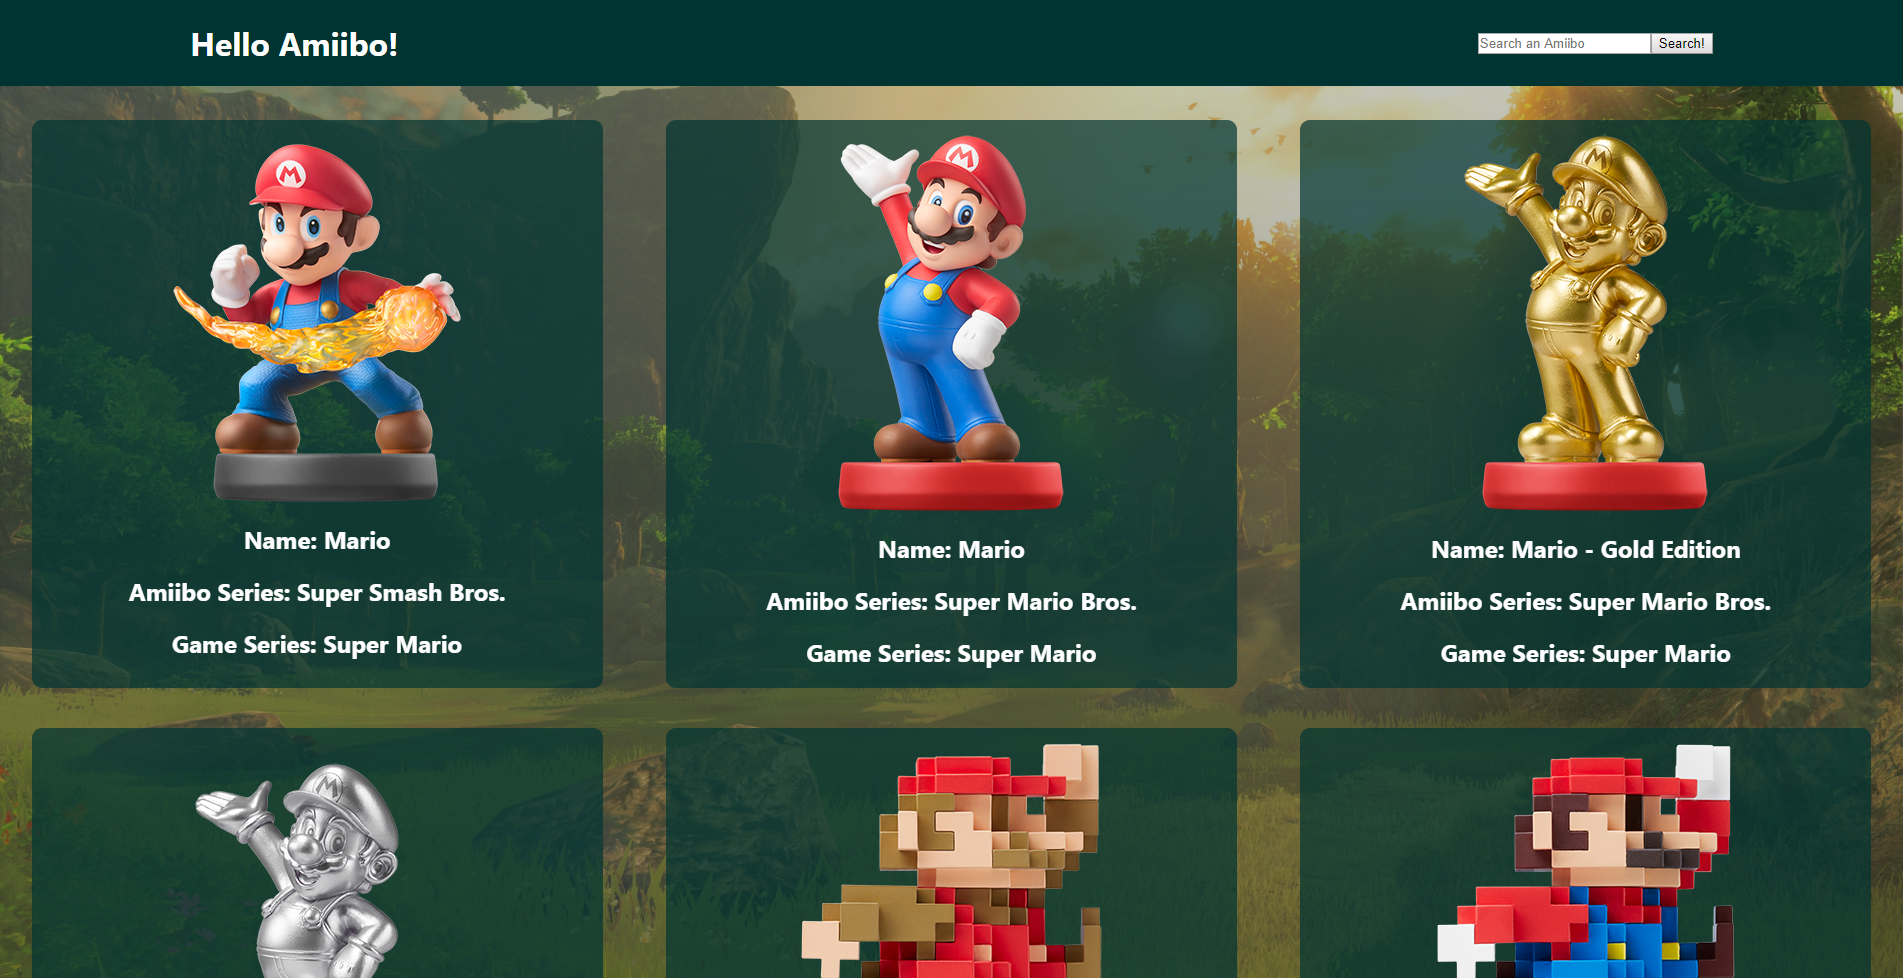 Hello Amiibo!
Search an Amiibo
Search!
Name: Mario
Amiibo Series: Super Smash Bros.
Game Series: Super Mario
Name: Mario
Amiibo Series: Super Mario Bros.
Game Series: Super Mario
Name: Mario - Gold Edition
Amiibo Series: Super Mario Bros.
Game Series: Super Mario